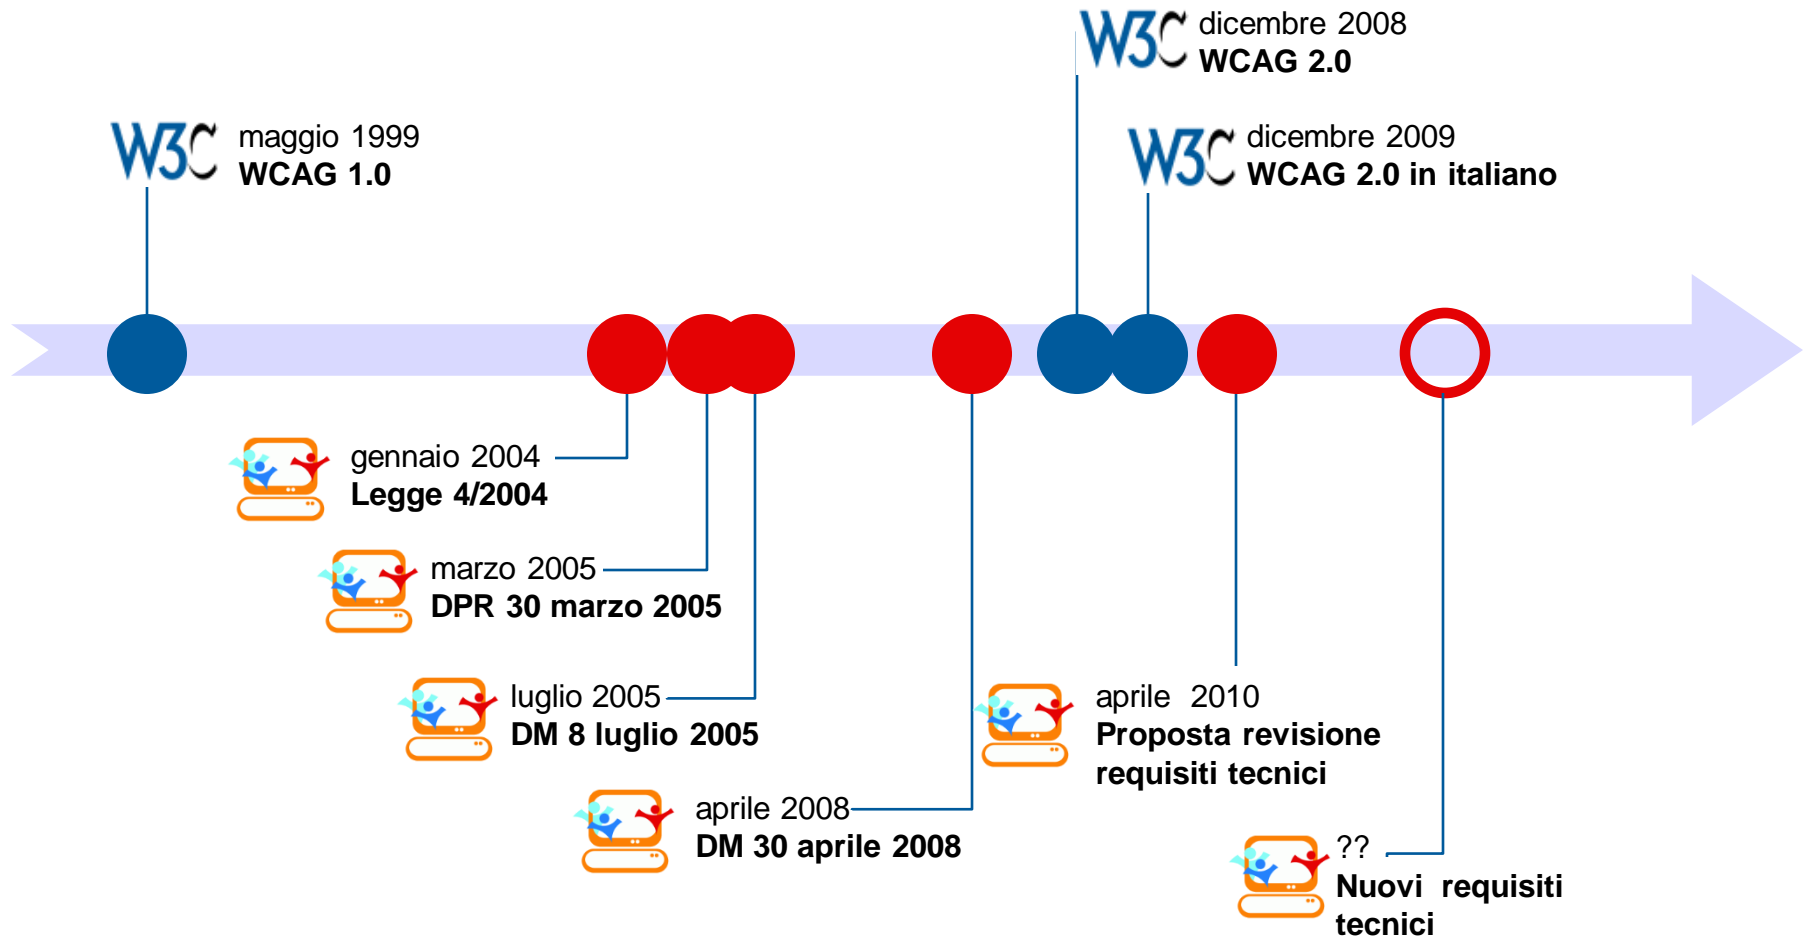 W3C dicembre 2008
WCAG 2.0
W3C maggio 1999
WCAG 1.0
W3C dicembre 2009
WCAG 2.0 in italiano
gennaio 2004
Legge 4/2004
marzo 2005
DPR 30 marzo 2005
luglio 2005
DM 8 luglio 2005
aprile 2008
DM 30 aprile 2008
aprile 2010
Proposta revisione
requisiti tecnici
??
Nuovi requisiti
tecnici